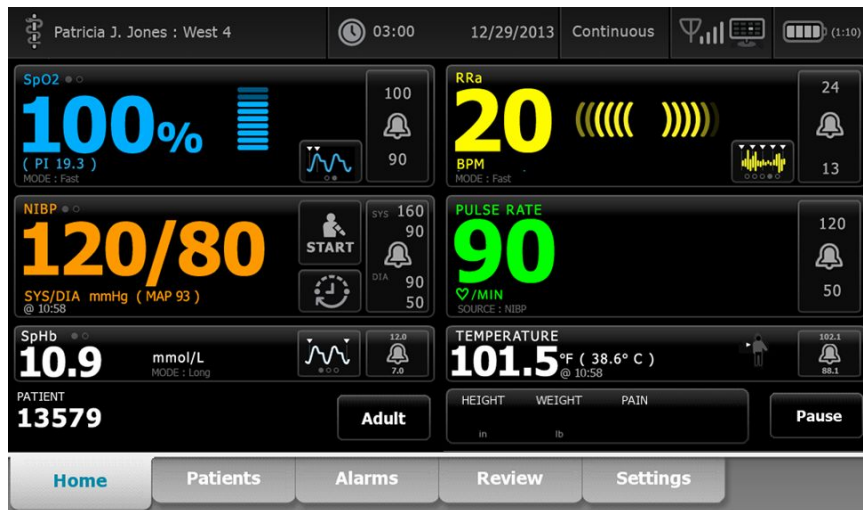 Patricia J. Jones : West 4
03:00
12/29/2013
Continuous
(1:10)
SpO2
100%
( PI 19.3 )
MODE : Fast
100
90
RRa
20
BPM
MODE : Fast
24
13
NIBP
120/80
SYS/DIA mmHg ( MAP 93 )
@ 10:58
START
SYS 160
90
DIA 90
50
PULSE RATE
90
/MIN
SOURCE : NIBP
120
50
SpHb
10.9
mmol/L
MODE : Long
12.0
7.0
TEMPERATURE
101.5 °F ( 38.6° C )
@ 10:58
102.1
88.1
PATIENT
13579
Adult
HEIGHT WEIGHT PAIN
in lb
Pause
Home Patients Alarms Review Settings